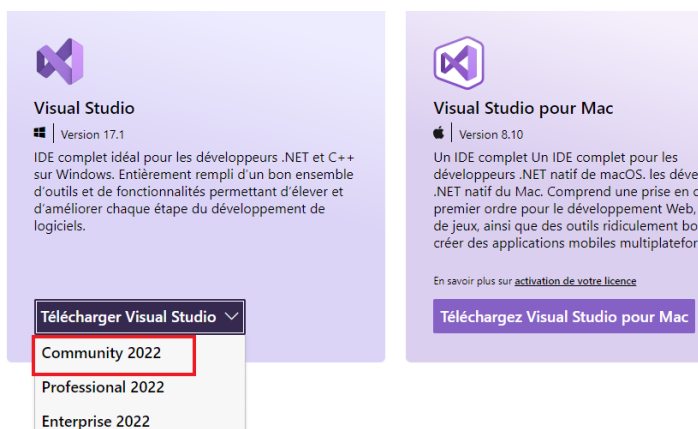 Visual Studio
Version 17.1
IDE complet idéal pour les développeurs .NET et C++
sur Windows. Entièrement rempli d'un bon ensemble
d'outils et de fonctionnalités permettant d'élever et
d'améliorer chaque étape du développement de
logiciels.
Télécharger Visual Studio
Community 2022
Professional 2022
Enterprise 2022
Visual Studio pour Mac
Version 8.10
Un IDE complet Un IDE complet pour les
développeurs .NET natif de macOS. les déve
.NET natif du Mac. Comprend une prise en c
premier ordre pour le développement Web,
de jeux, ainsi que des outils ridiculement bo
créer des applications mobiles multiplatefor
En savoir plus sur activation de votre licence
Téléchargez Visual Studio pour Mac